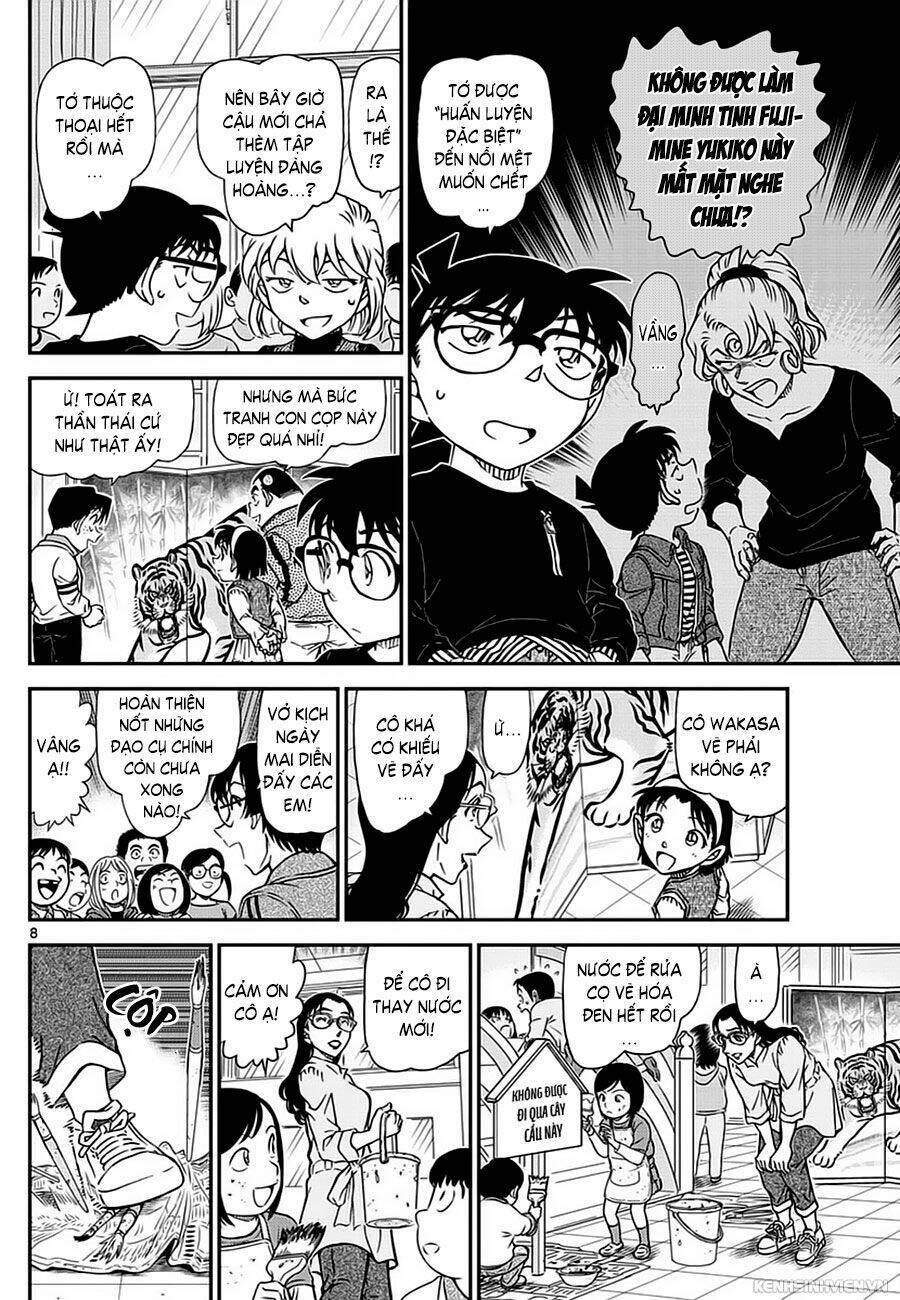 KHÔNG ĐƯỢC LÀM
ĐẠI MINH TINH FUJI-
MINE YUKIKO NÀY
MẤT MẶT NGHE
CHƯA!?
TỚ ĐƯỢC
"HUẤN LUYỆN
ĐẶC BIỆT"
ĐẾN NỖI MỆT
MUỐN CHẾT
...
VẦNG
...
RA
LÀ
THẾ
!?
NÊN BÂY GIỜ
CẬU MỚI CHẢ
THÈM TẬP
LUYỆN ĐÀNG
HOÀNG...?
TỚ THUỘC
THOẠI HẾT
RỒI MÀ
...
NHƯNG MÀ BỨC
TRANH CON CỌP NÀY
ĐẸP QUÁ NHỈ!
Ừ! TOÁT RA
THẦN THÁI CỨ
NHƯ THẬT ẤY!
CÔ WAKASA
VẼ PHẢI
KHÔNG Ạ?
Ừ...
CÔ KHÁ
CÓ KHIẾU
VẼ ĐẤY
...
VỞ KỊCH
NGÀY
MAI DIỄN
ĐẤY CÁC
EM!
HOÀN THIỆN
NỐT NHỮNG
ĐẠO CỤ CHÍNH
CÒN CHƯA
XONG
NÀO!
VÂNG
Ạ!!
8
À
...
NƯỚC ĐỂ RỬA
CỌ VẼ HÓA
ĐEN HẾT RỒI
...
KHÔNG ĐƯỢC
ĐI QUA CÂY
CẦU NÀY
ĐỂ CÔ ĐI
THAY NƯỚC
MỚI!
CẢM ƠN
CÔ Ạ!
CỘP
KENHSINHVIEN.VN